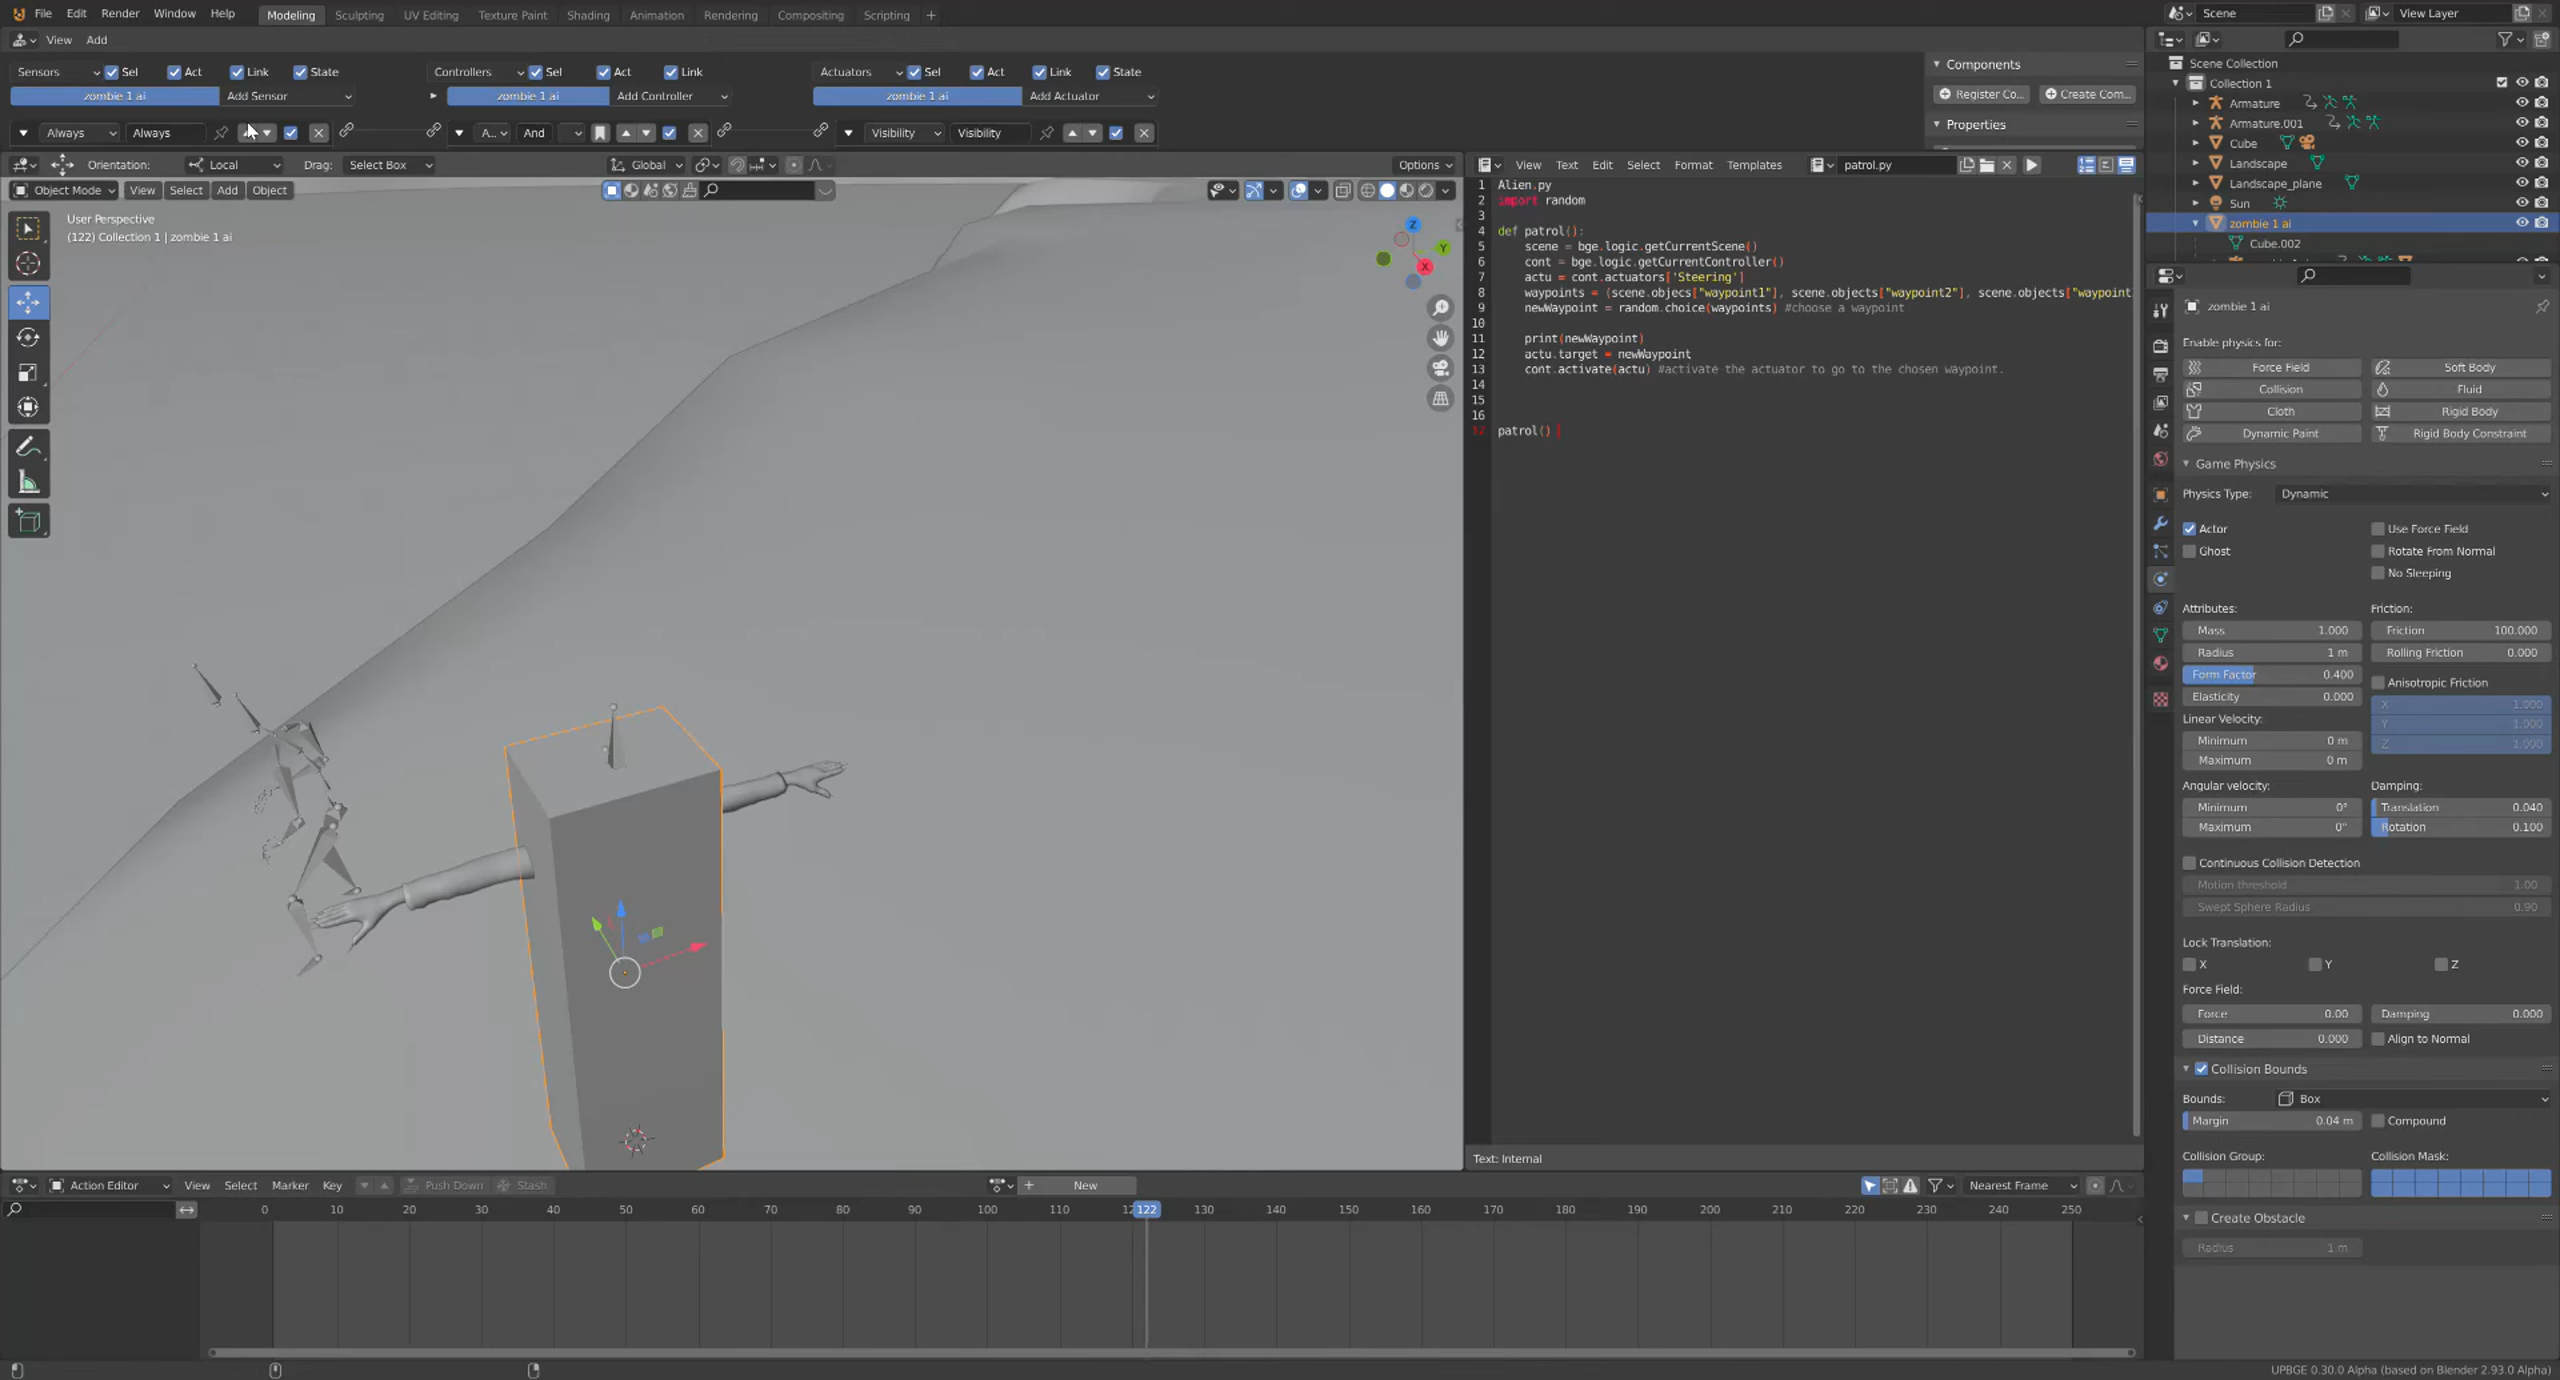 File Edit Render Window Help Modeling Sculpting UV Editing Texture Paint Shading Animation Rendering Compositing Scripting + Scene View Layer
View Add
Sensors Sel Act Link State Controllers Sel Act Link Actuators Sel Act Link State
zombie 1 ai Add Sensor zombie 1 ai Add Controller zombie 1 ai Add Actuator
Always Always A.. And Visibility Visibility
Components
Register Co... Create Com...
Properties
Orientation: Local Drag: Select Box Global Options
Object Mode View Select Add Object
User Perspective
(122) Collection 1 | zombie 1 ai
Z
Y
X
View Text Edit Select Format Templates patrol.py
1 Alien.py
2 import random
3
4 def patrol():
5 scene = bge.logic.getCurrentScene()
6 cont = bge.logic.getCurrentController()
7 actu = cont.actuators['Steering']
8 waypoints = (scene.objecs["waypoint1"], scene.objects["waypoint2"], scene.objects["waypoint
9 newWaypoint = random.choice(waypoints) #choose a waypoint
10
11 print(newWaypoint)
12 actu.target = newWaypoint
13 cont.activate(actu) #activate the actuator to go to the chosen waypoint.
14
15
16
17 patrol()
Text: Internal
Scene Collection
Collection 1
Armature
Armature.001
Cube
Landscape
Landscape_plane
Sun
zombie 1 ai
Cube.002
zombie 1 ai
Enable physics for:
Force Field Soft Body
Collision Fluid
Cloth Rigid Body
Dynamic Paint Rigid Body Constraint
Game Physics
Physics Type: Dynamic
Actor Use Force Field
Ghost Rotate From Normal
No Sleeping
Attributes: Friction:
Mass 1.000 Friction 100.000
Radius 1 m Rolling Friction 0.000
Form Factor 0.400 Anisotropic Friction
Elasticity 0.000 X 1.000
Linear Velocity: Y 1.000
Minimum 0 m Z 1.000
Maximum 0 m
Angular velocity: Damping:
Minimum 0° Translation 0.040
Maximum 0° Rotation 0.100
Continuous Collision Detection
Motion threshold 1.00
Swept Sphere Radius 0.90
Lock Translation:
X Y Z
Force Field:
Force 0.00 Damping 0.000
Distance 0.000 Align to Normal
Collision Bounds
Bounds: Box
Margin 0.04 m Compound
Collision Group: Collision Mask:
Create Obstacle
Radius 1 m
Action Editor View Select Marker Key Push Down Stash + New Nearest Frame
0 10 20 30 40 50 60 70 80 90 100 110 122 130 140 150 160 170 180 190 200 210 220 230 240 250
UPBGE 0.30.0 Alpha (based on Blender 2.93.0 Alpha)